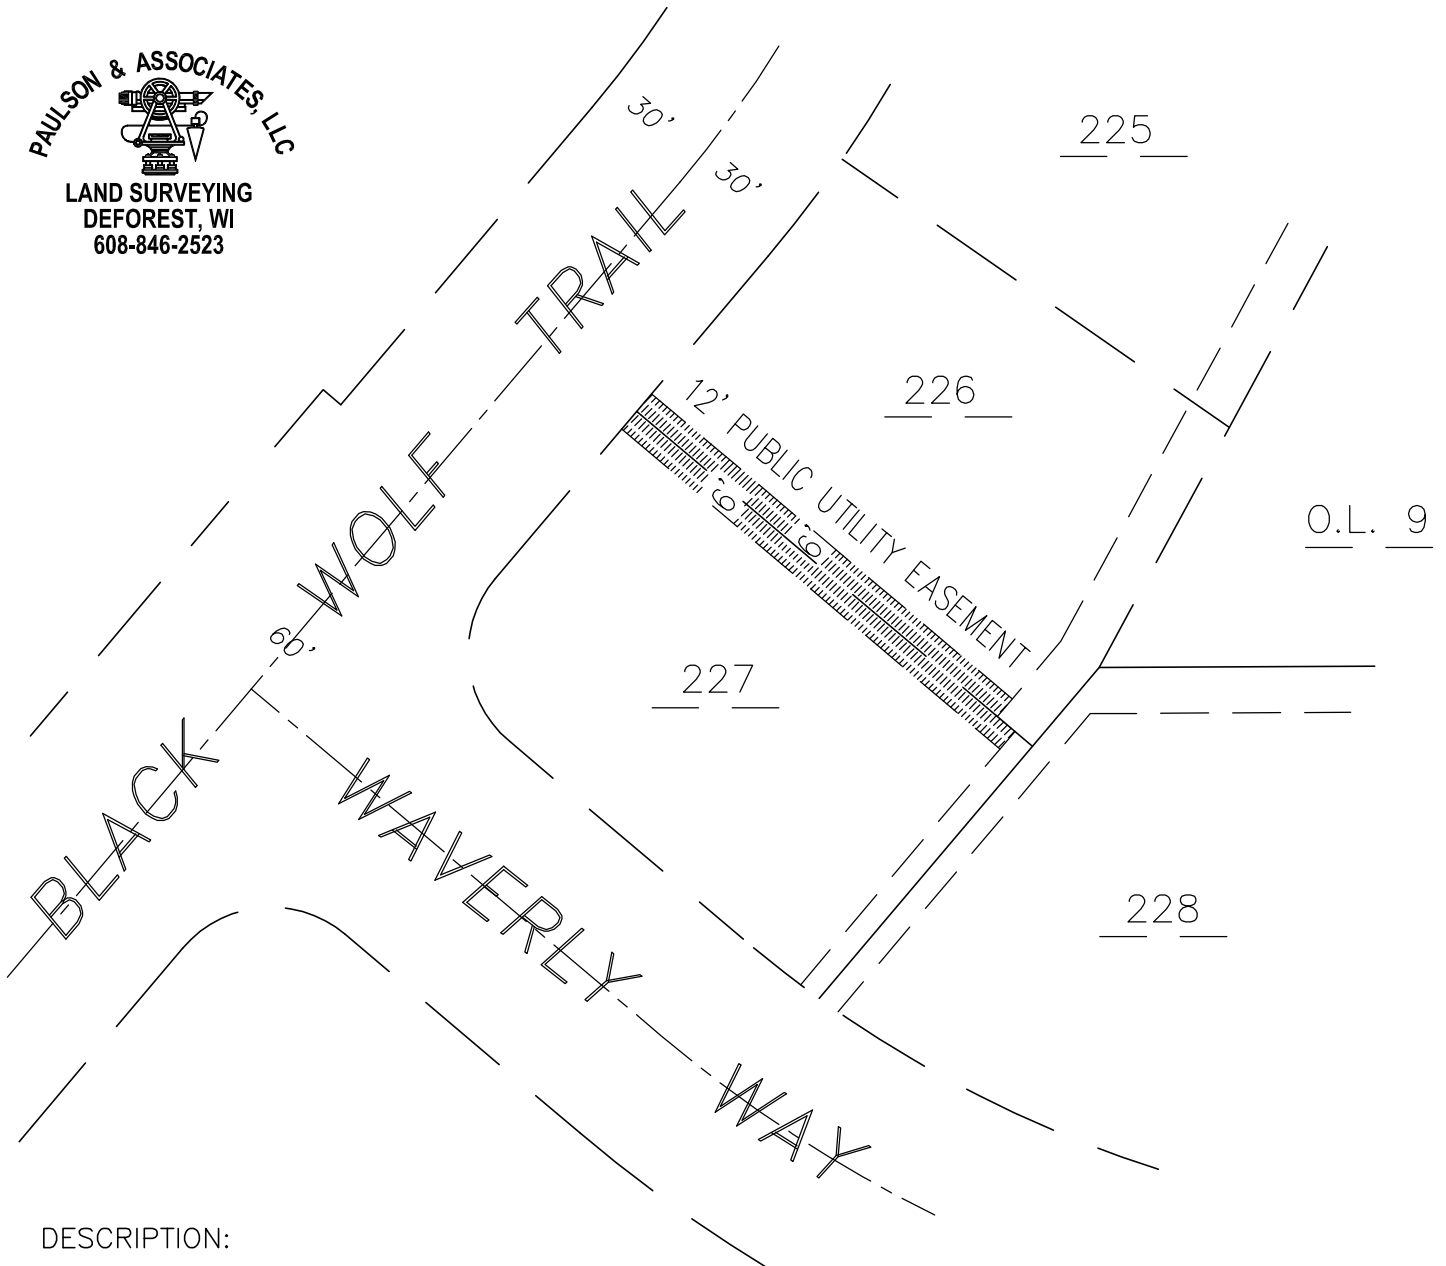 PAULSON & ASSOCIATES, LLC
LAND SURVEYING
DEFOREST, WI
608-846-2523
30'
30'
225
BLACK WOLF TRAIL
226
12' PUBLIC UTILITY EASEMENT
6'
6'
O.L. 9
60'
227
WAVERLY WAY
228
DESCRIPTION: